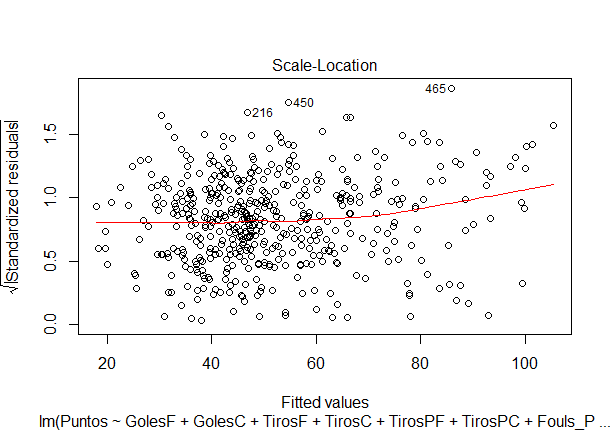 Scale-Location
465
450
216
√|Standardized residuals|
0.0 0.5 1.0 1.5
20 40 60 80 100
Fitted values
lm(Puntos ~ GolesF + GolesC + TirosF + TirosC + TirosPF + TirosPC + Fouls_P ...